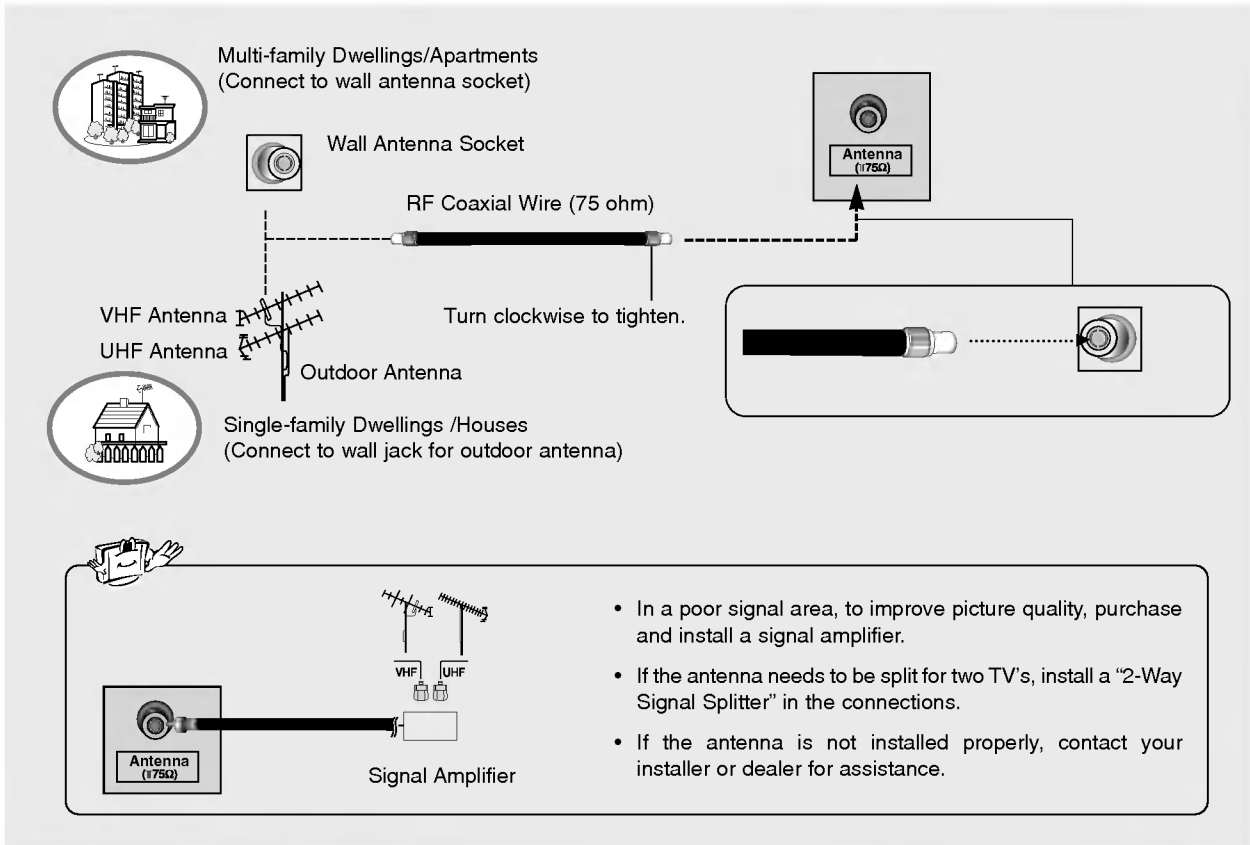 Multi-family Dwellings/Apartments
(Connect to wall antenna socket)
Wall Antenna Socket
Antenna
(75Ω)
RF Coaxial Wire (75 ohm)
VHF Antenna
UHF Antenna
Turn clockwise to tighten.
Outdoor Antenna
Single-family Dwellings /Houses
(Connect to wall jack for outdoor antenna)
VHF
UHF
Antenna
(75Ω)
Signal Amplifier
• In a poor signal area, to improve picture quality, purchase
and install a signal amplifier.
• If the antenna needs to be split for two TV's, install a “2-Way
Signal Splitter” in the connections.
• If the antenna is not installed properly, contact your
installer or dealer for assistance.